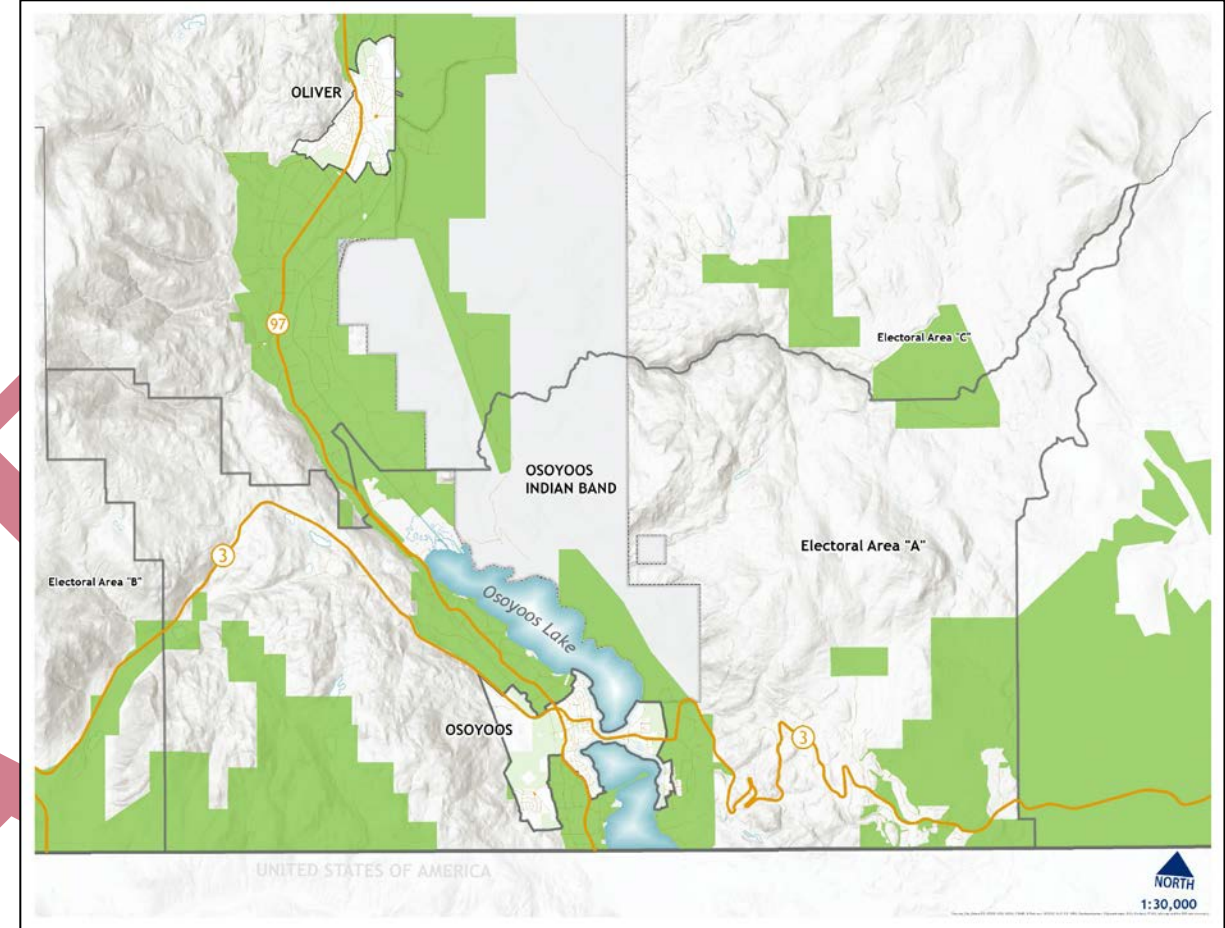 OLIVER
97
Electoral Area "C"
OSOYOOS
INDIAN BAND
Electoral Area "A"
3
Electoral Area "B"
Osoyoos Lake
OSOYOOS
3
UNITED STATES OF AMERICA
NORTH
1:30,000